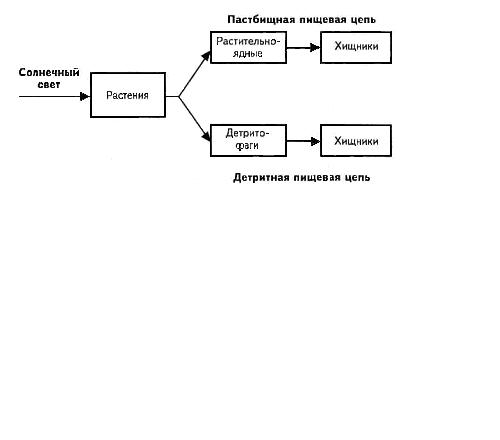 Пастбищная пищевая цепь
Растительно-
ядные
Хищники
Солнечный
свет
Растения
Детрито-
фаги
Хищники
Детритная пищевая цепь